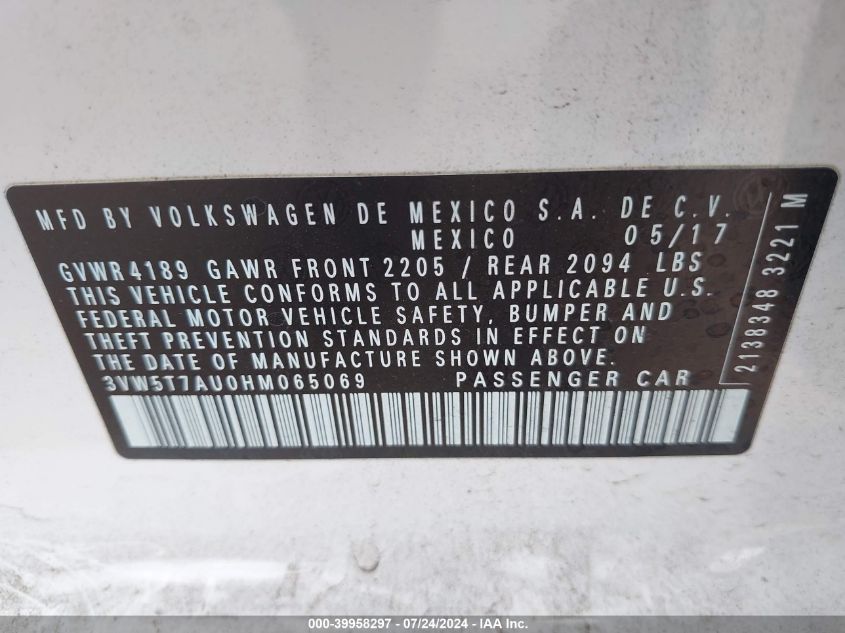 MFD BY VOLKSWAGEN DE MEXICO S.A. DE C.V.
MEXICO 05/17
GVWR4189 GAWR FRONT 2205 / REAR 2094 LBS
THIS VEHICLE CONFORMS TO ALL APPLICABLE U.S.
FEDERAL MOTOR VEHICLE SAFETY, BUMPER AND
THEFT PREVENTION STANDARDS IN EFFECT ON
THE DATE OF MANUFACTURE SHOWN ABOVE.
3VW5T7AU0HM065069 PASSENGER CAR
2138348 3221 M
000-39958297 - 07/24/2024 - IAA Inc.